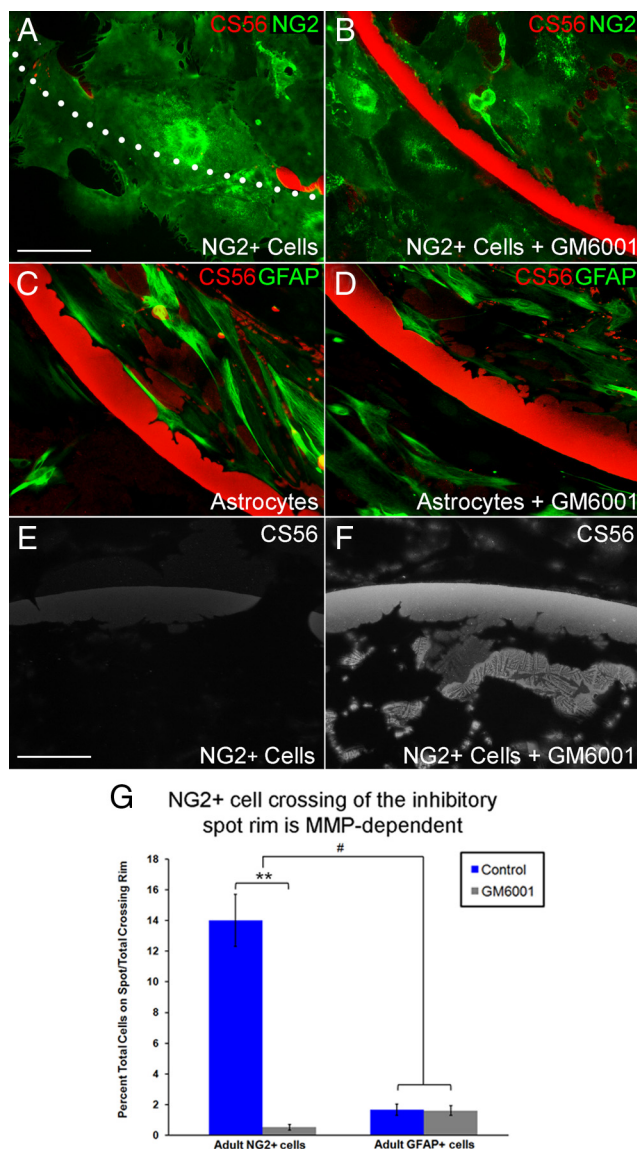 A CS56 NG2
NG2+ Cells
B CS56 NG2
NG2+ Cells + GM6001
C CS56 GFAP
Astrocytes
D CS56 GFAP
Astrocytes + GM6001
E CS56
NG2+ Cells
F CS56
NG2+ Cells + GM6001
G NG2+ cell crossing of the inhibitory
spot rim is MMP-dependent
Percent Total Cells on Spot/Total Crossing Rim
18
16
14
12
10
8
6
4
2
0
**
#
Control
GM6001
Adult NG2+ cells
Adult GFAP+ cells